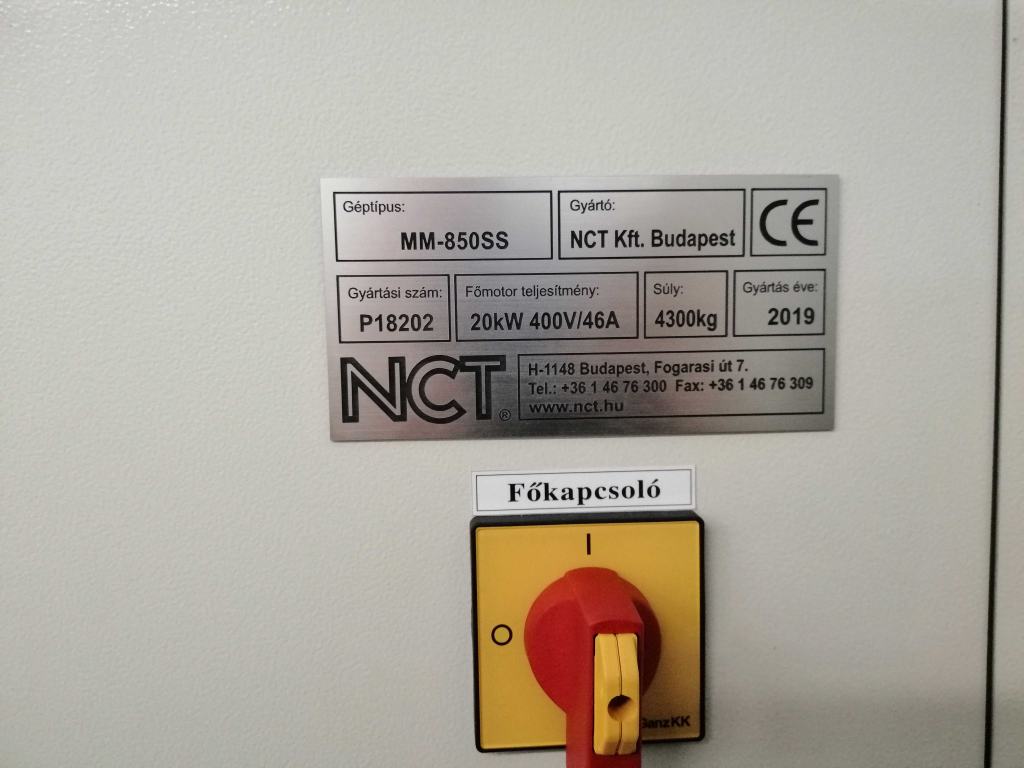 Géptípus:
MM-850SS
Gyártó:
NCT Kft. Budapest
CE
Gyártási szám:
P18202
Főmotor teljesítmény:
20kW 400V/46A
Súly:
4300kg
Gyártás éve:
2019
NCT®
H-1148 Budapest, Fogarasi út 7.
Tel.: +36 1 46 76 300 Fax: +36 1 46 76 309
www.nct.hu
Főkapcsoló
I
O
GanzKK